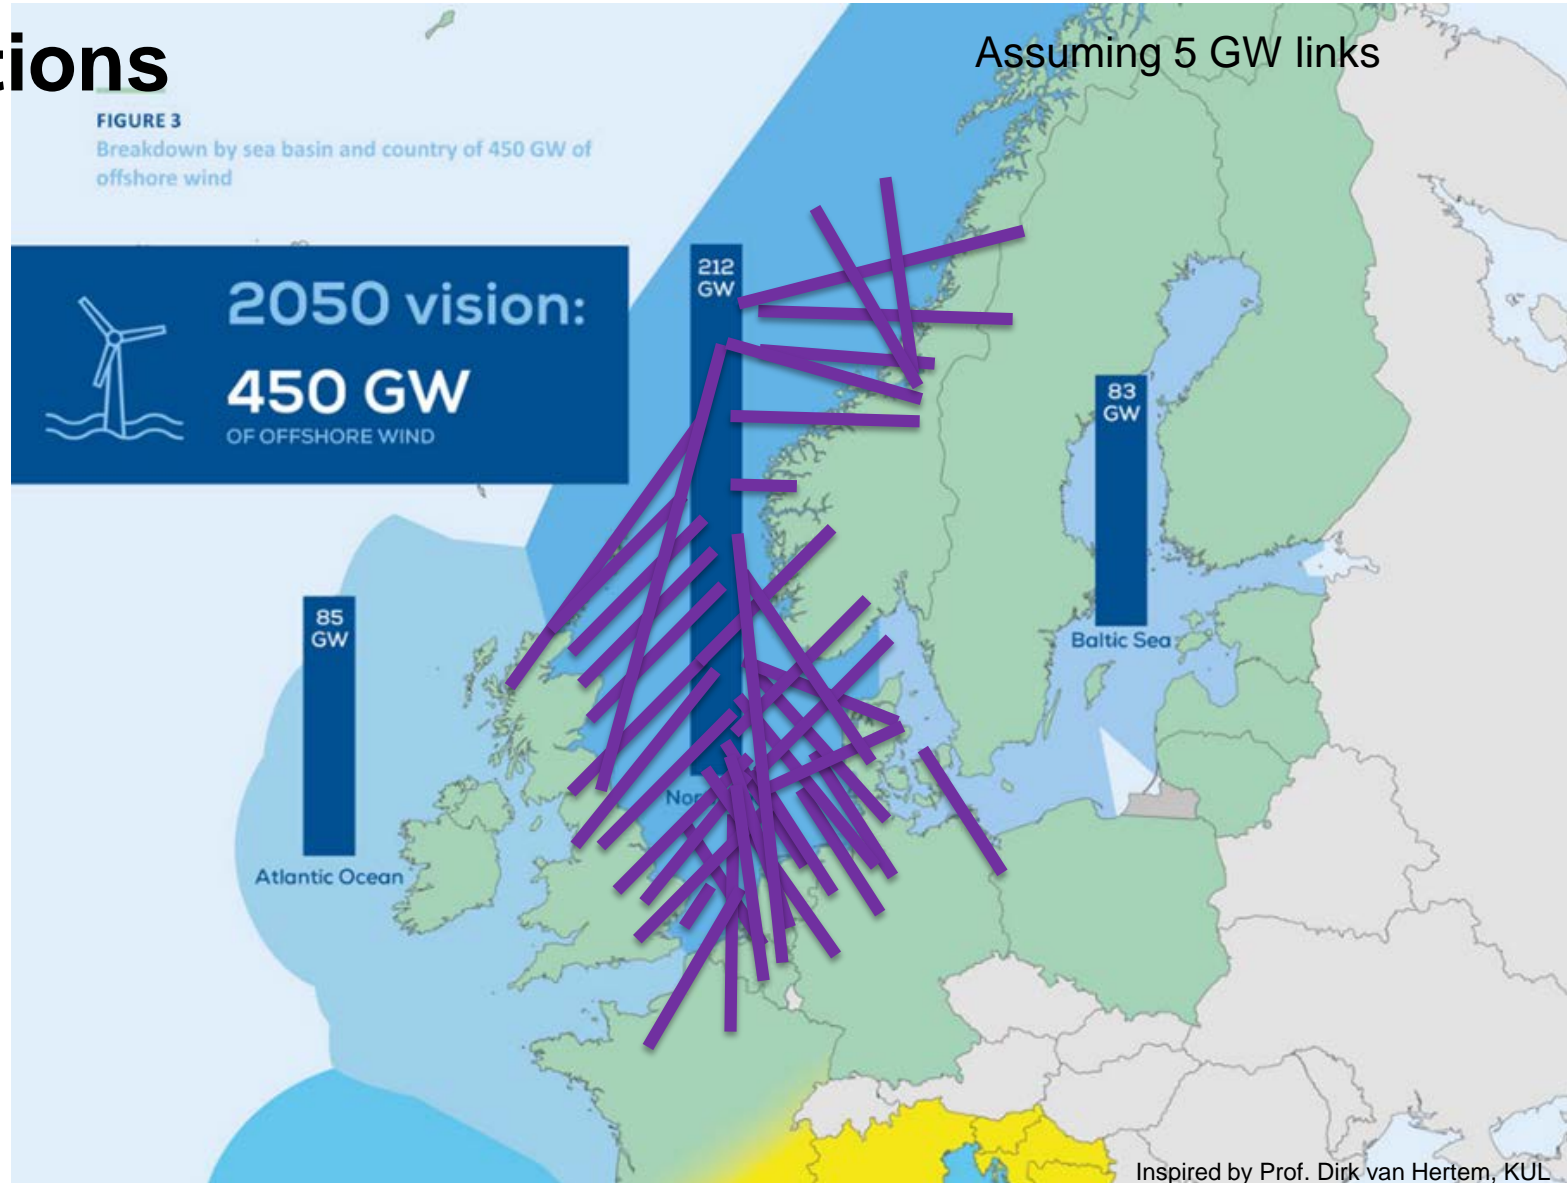 tions
Assuming 5 GW links
FIGURE 3
Breakdown by sea basin and country of 450 GW of
offshore wind
2050 vision:
450 GW
OF OFFSHORE WIND
212
GW
83
GW
85
GW
Baltic Sea
Atlantic Ocean
Inspired by Prof. Dirk van Hertem, KUL